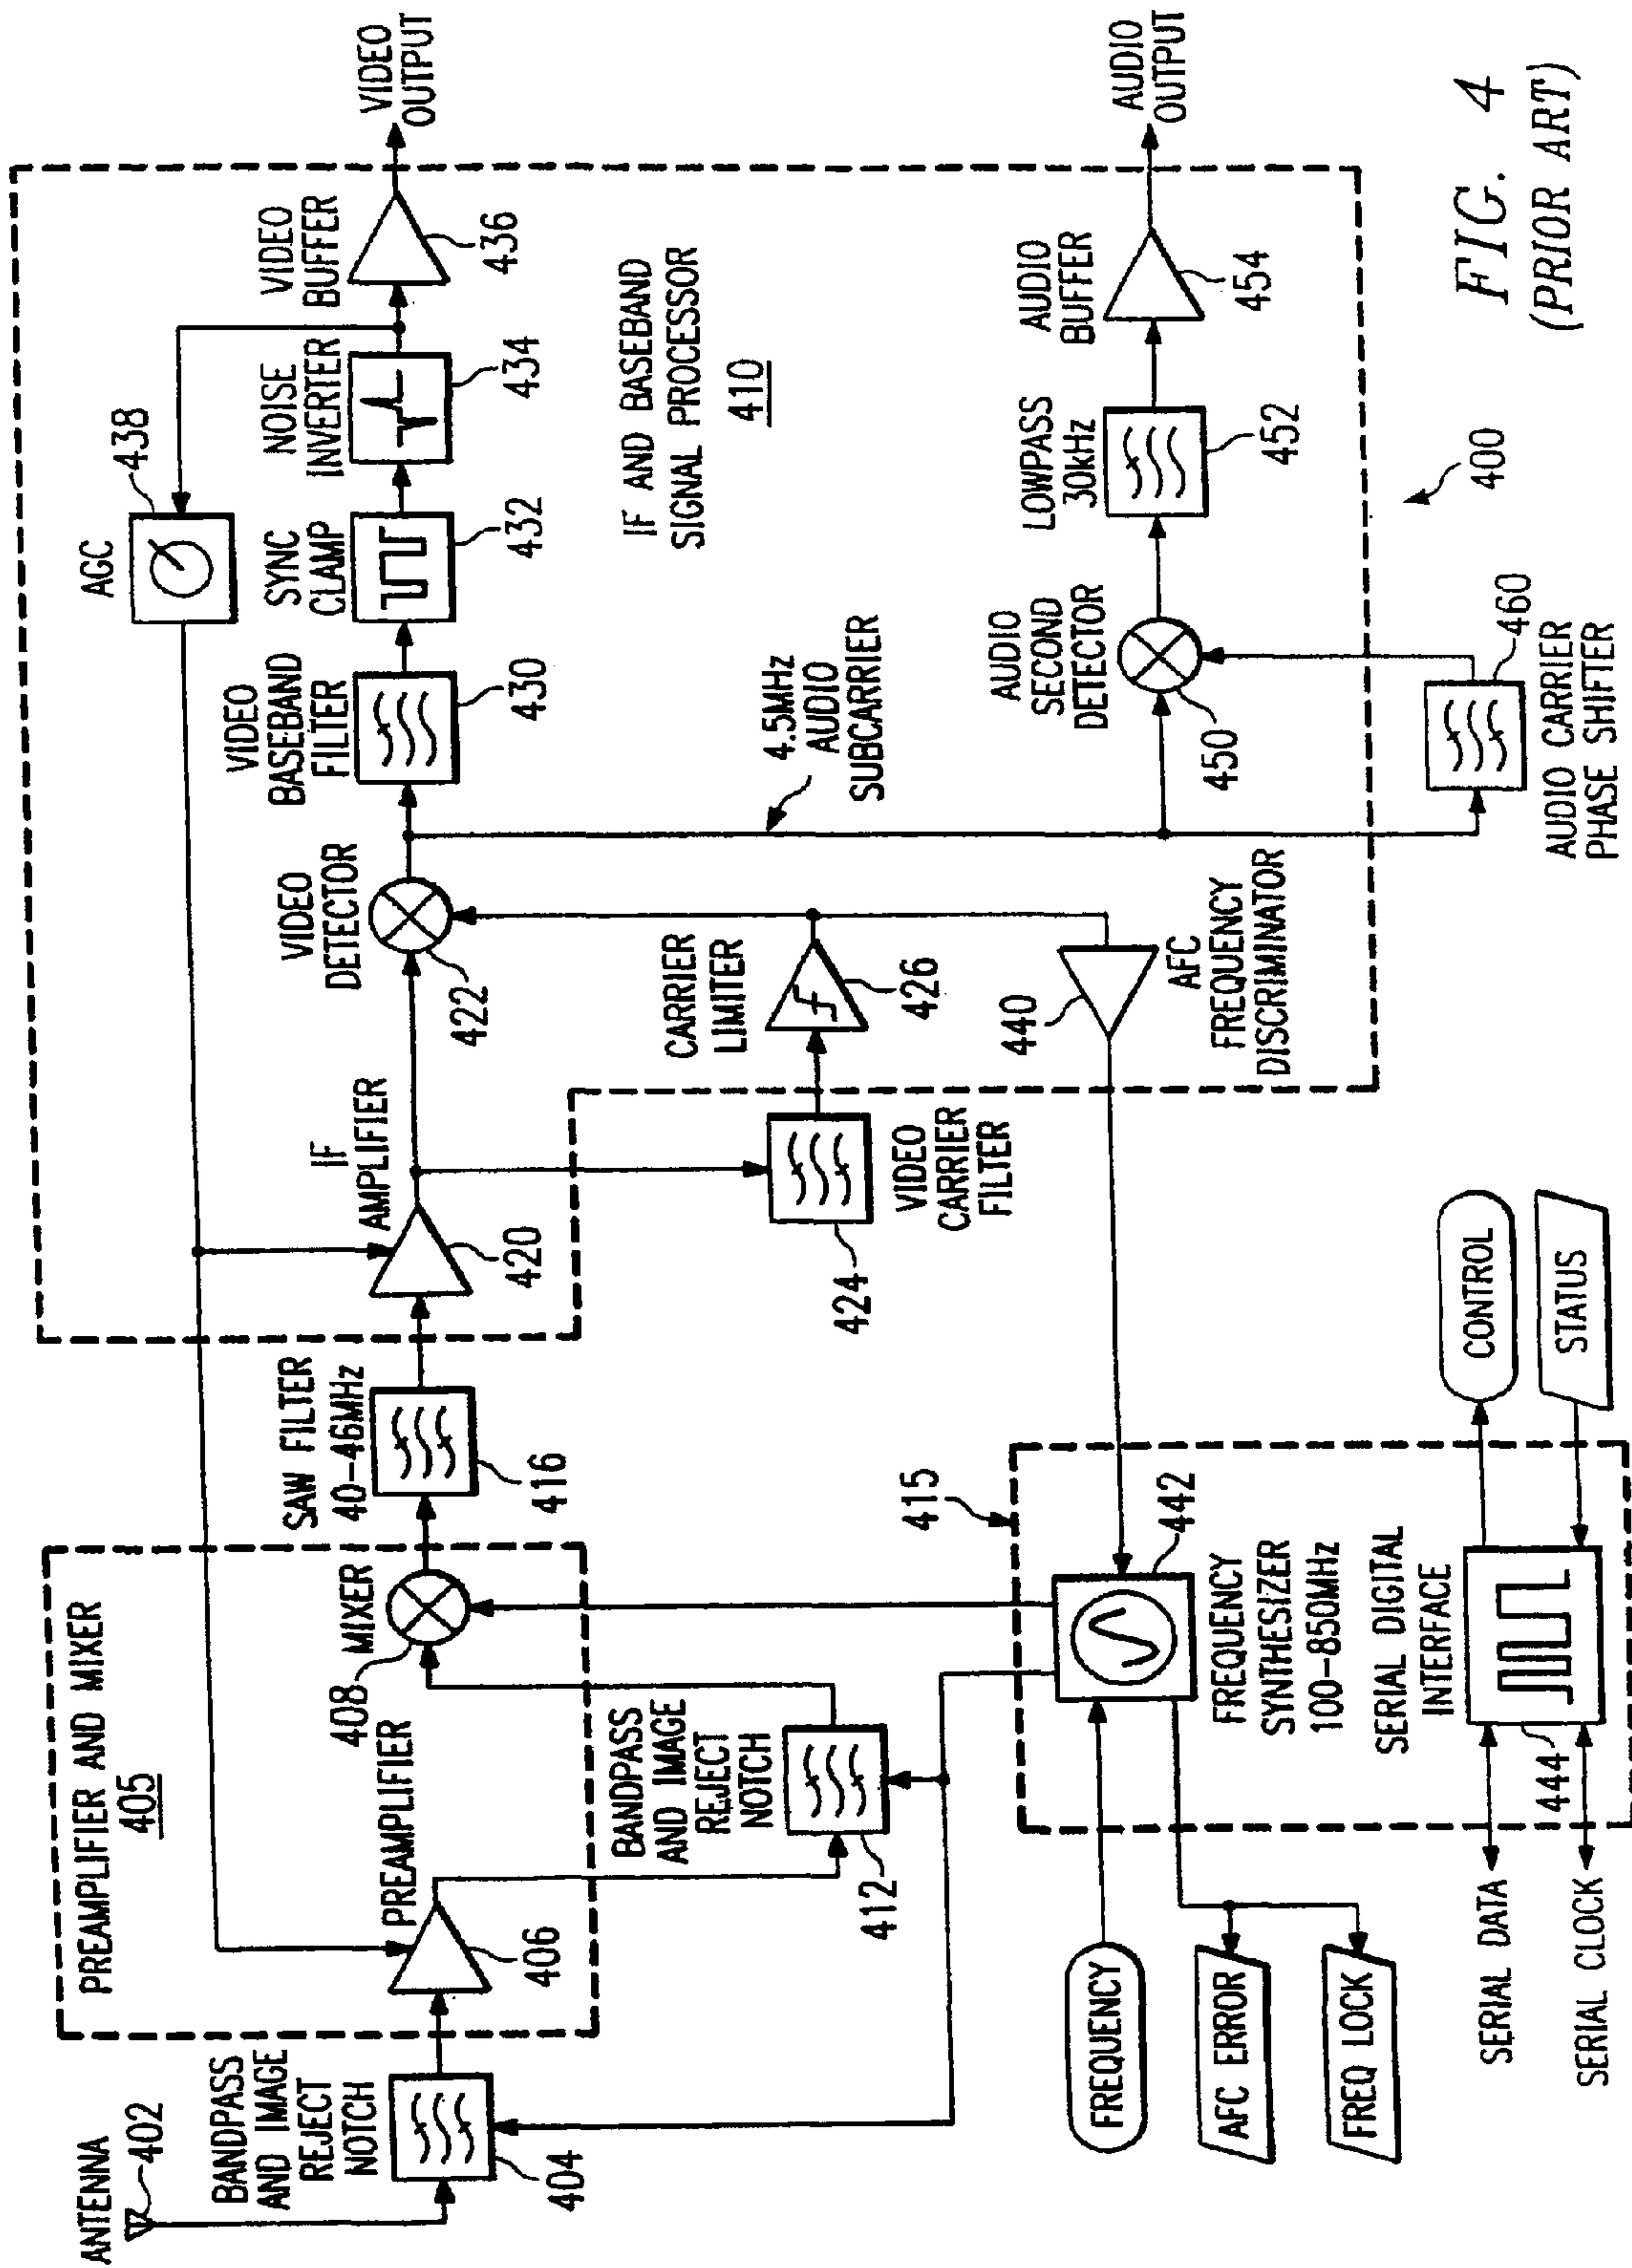 ANTENNA
402
BANDPASS
AND IMAGE
REJECT
NOTCH
404
PREAMPLIFIER AND MIXER
405
PREAMPLIFIER
406
MIXER
408
BANDPASS
AND IMAGE
REJECT
NOTCH
412
SAW FILTER
40-46MHz
416
IF
AMPLIFIER
420
VIDEO
DETECTOR
422
VIDEO
BASEBAND
FILTER
430
AGC
438
SYNC
CLAMP
432
NOISE
INVERTER
434
VIDEO
BUFFER
436
VIDEO
OUTPUT
IF AND BASEBAND
SIGNAL PROCESSOR
410
VIDEO
CARRIER
FILTER
424
CARRIER
LIMITER
426
440
AFC
FREQUENCY
DISCRIMINATOR
4.5MHz
AUDIO
SUBCARRIER
AUDIO
SECOND
DETECTOR
450
LOWPASS
30kHz
452
AUDIO
BUFFER
454
AUDIO
OUTPUT
460
AUDIO CARRIER
PHASE SHIFTER
400
415
442
FREQUENCY
SYNTHESIZER
100-850MHz
SERIAL DIGITAL
INTERFACE
444
FREQUENCY
AFC ERROR
FREQ LOCK
SERIAL DATA
SERIAL CLOCK
CONTROL
STATUS
FIG. 4
(PRIOR ART)